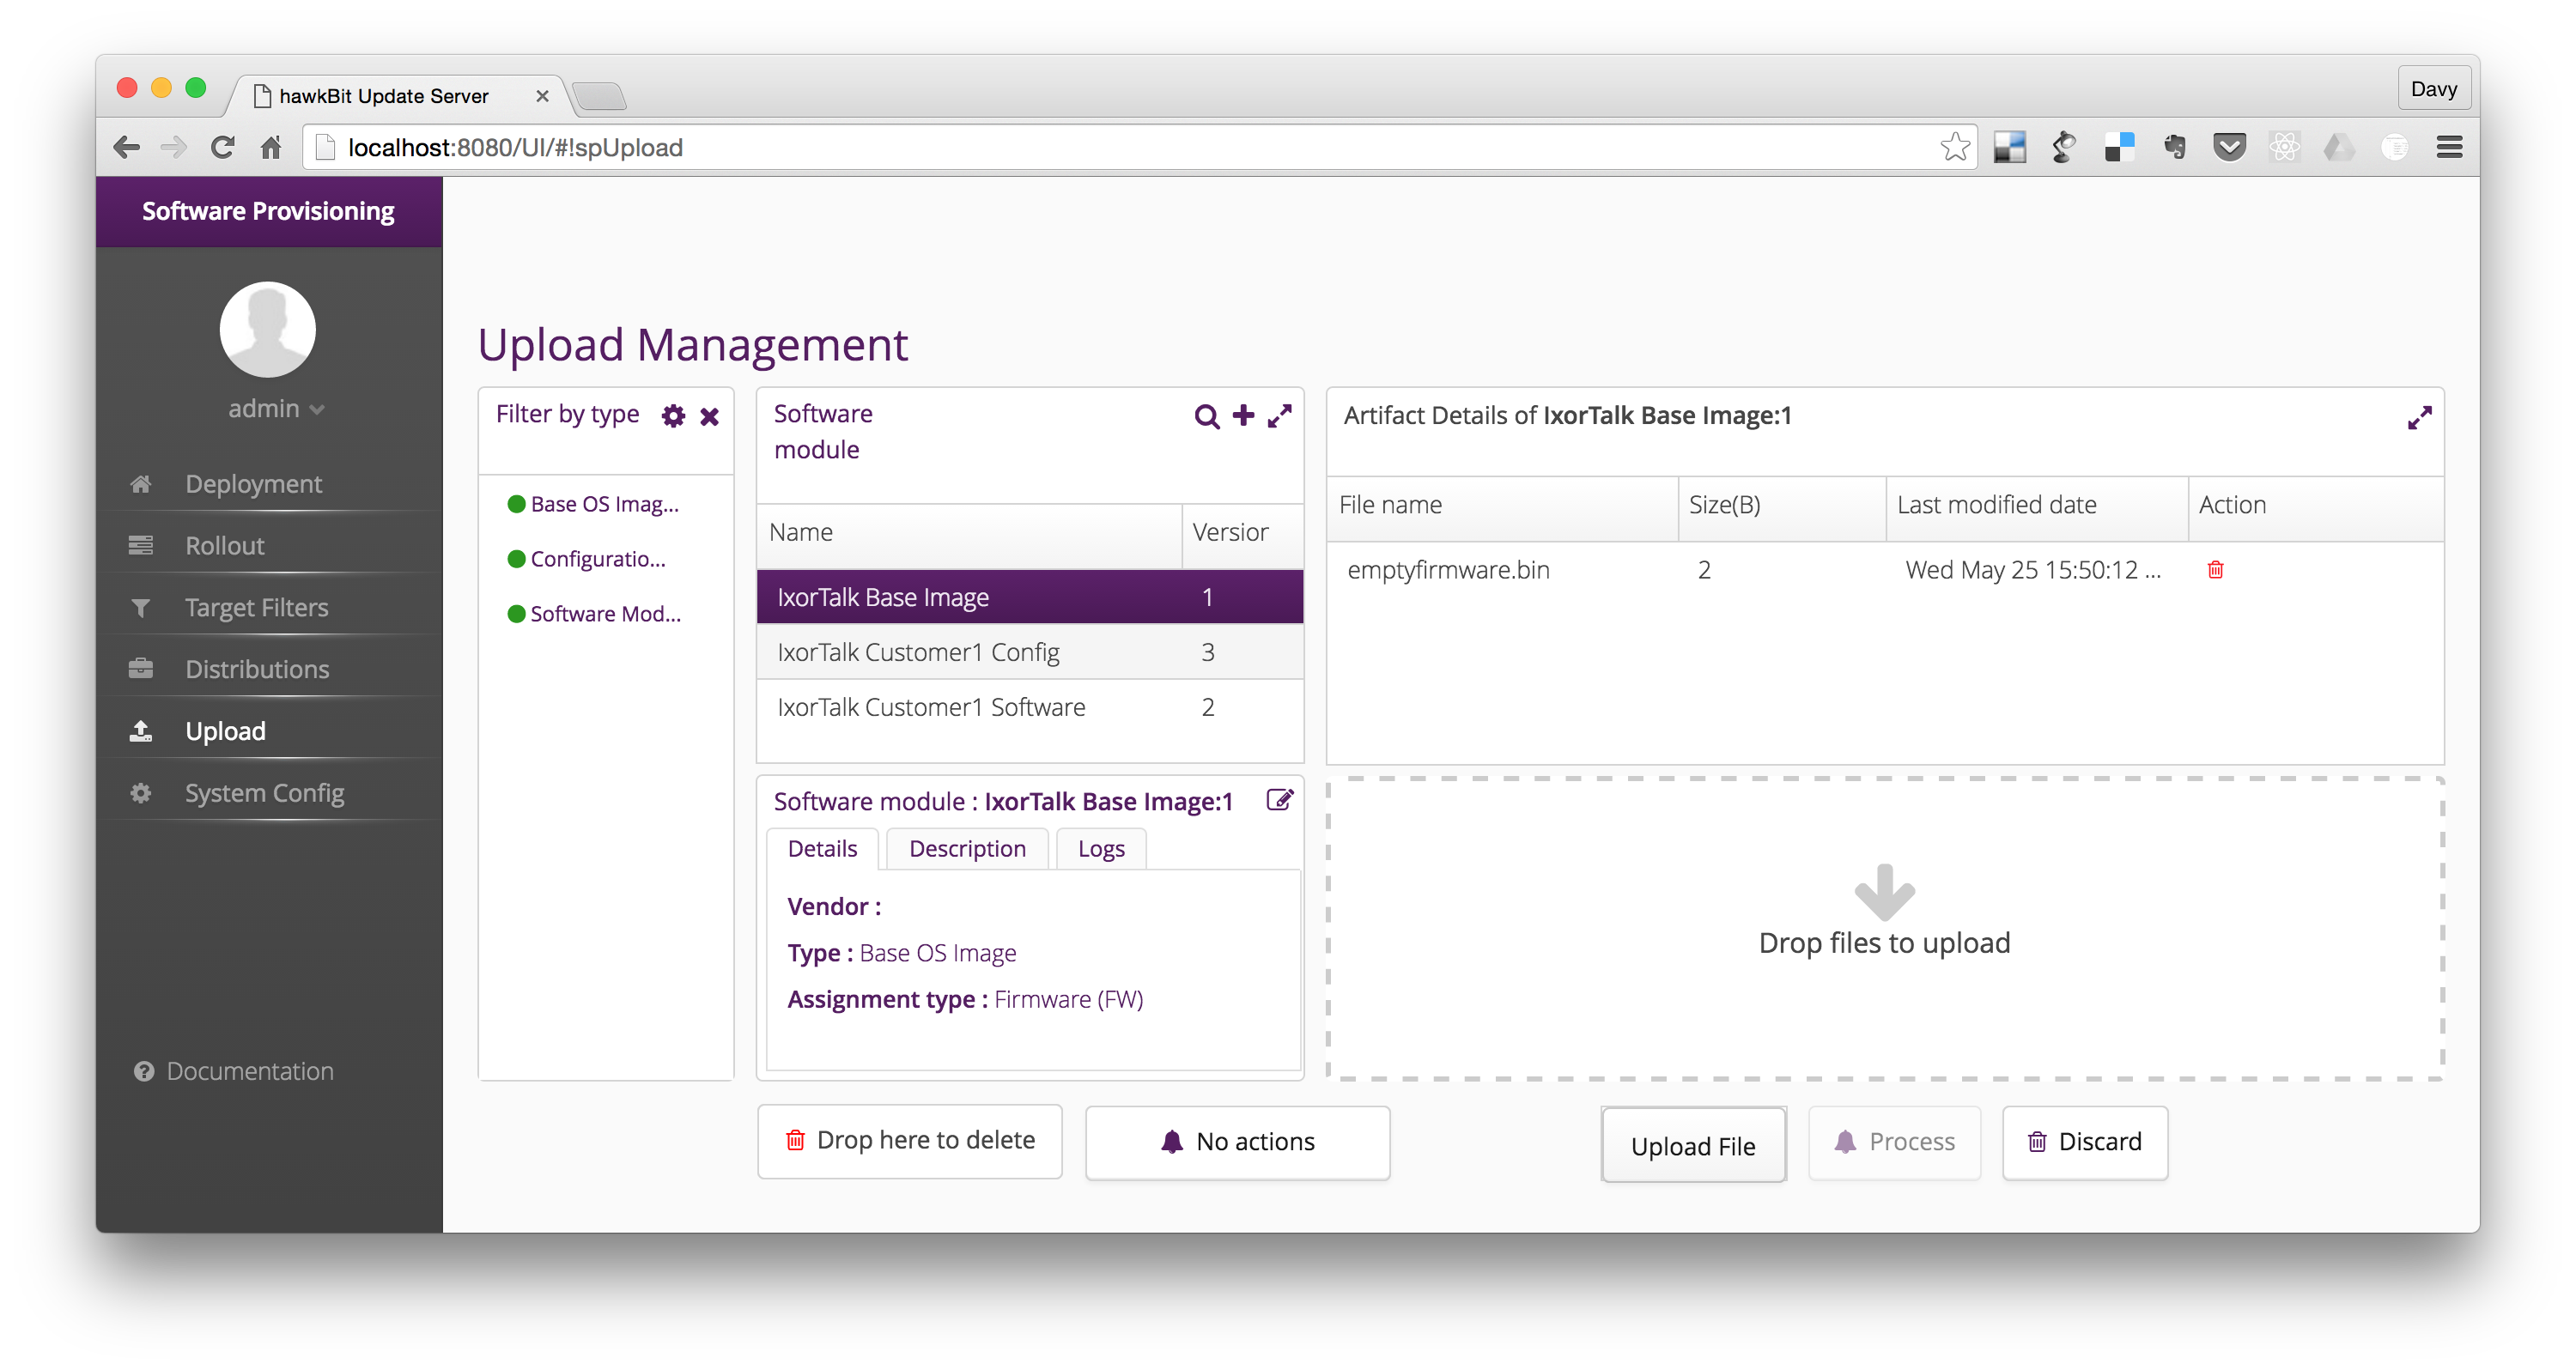 hawkBit Update Server
Davy
localhost:8080/UI/#!spUpload
Software Provisioning
admin
Deployment
Rollout
Target Filters
Distributions
Upload
System Config
Documentation
Upload Management
Filter by type
Base OS Imag...
Configuratio...
Software Mod...
Software
module
Name Versior
IxorTalk Base Image 1
IxorTalk Customer1 Config 3
IxorTalk Customer1 Software 2
Software module : IxorTalk Base Image:1
Details Description Logs
Vendor :
Type : Base OS Image
Assignment type : Firmware (FW)
Artifact Details of IxorTalk Base Image:1
File name Size(B) Last modified date Action
emptyfirmware.bin 2 Wed May 25 15:50:12 ...
Drop files to upload
Drop here to delete
No actions
Upload File
Process
Discard